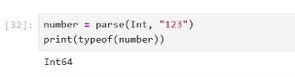 [32]: number = parse(Int, "123")
print(typeof(number))
Int64